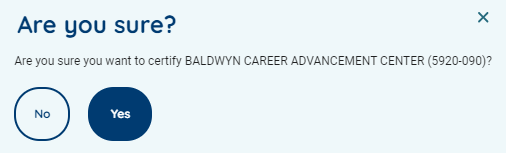 Are you sure?
Are you sure you want to certify BALDWYN CAREER ADVANCEMENT CENTER (5920-090)?
No
Yes